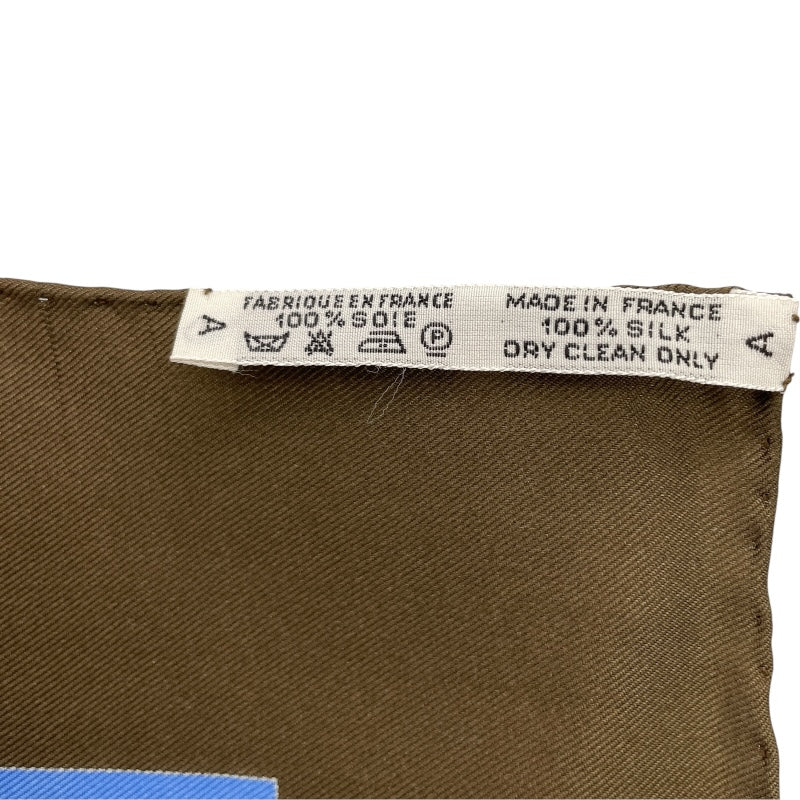 A
FABRIQUE EN FRANCE
100% SOIE
P
MADE IN FRANCE
100% SILK
DRY CLEAN ONLY
A